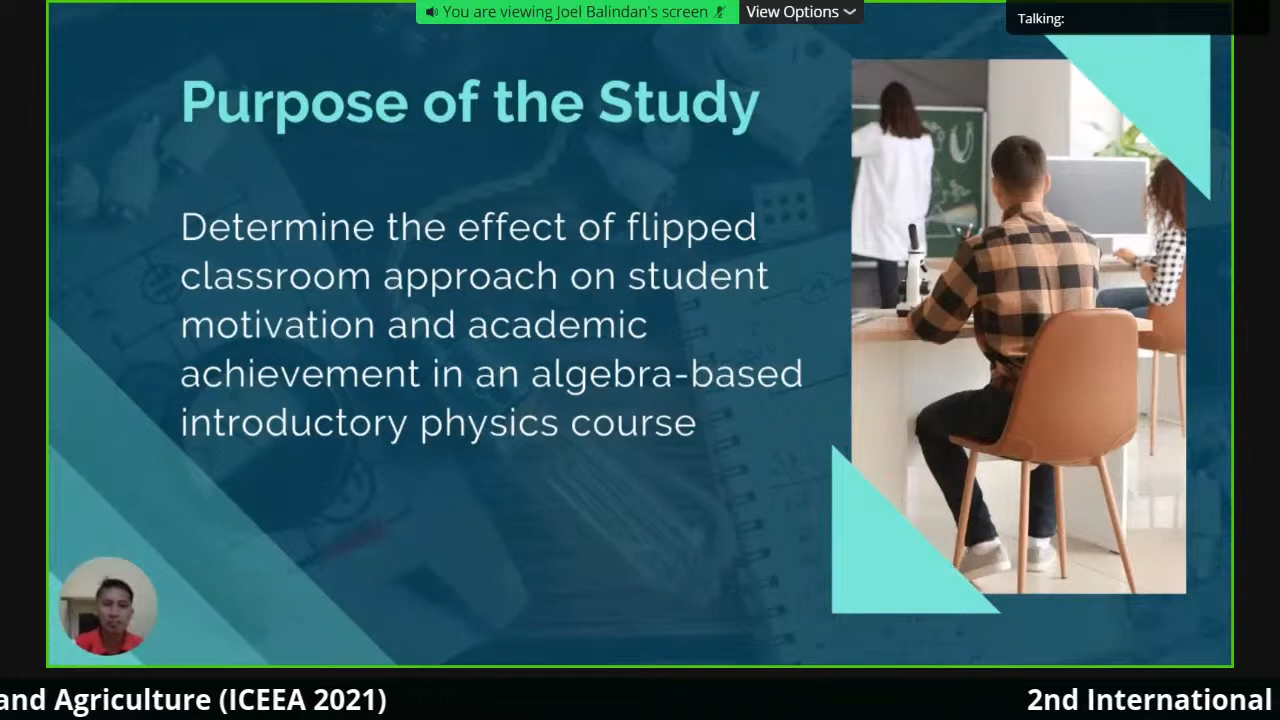 You are viewing Joel Balindan's screen
View Options
Talking:
Purpose of the Study
Determine the effect of flipped
classroom approach on student
motivation and academic
achievement in an algebra-based
introductory physics course
and Agriculture (ICEEA 2021)
2nd International